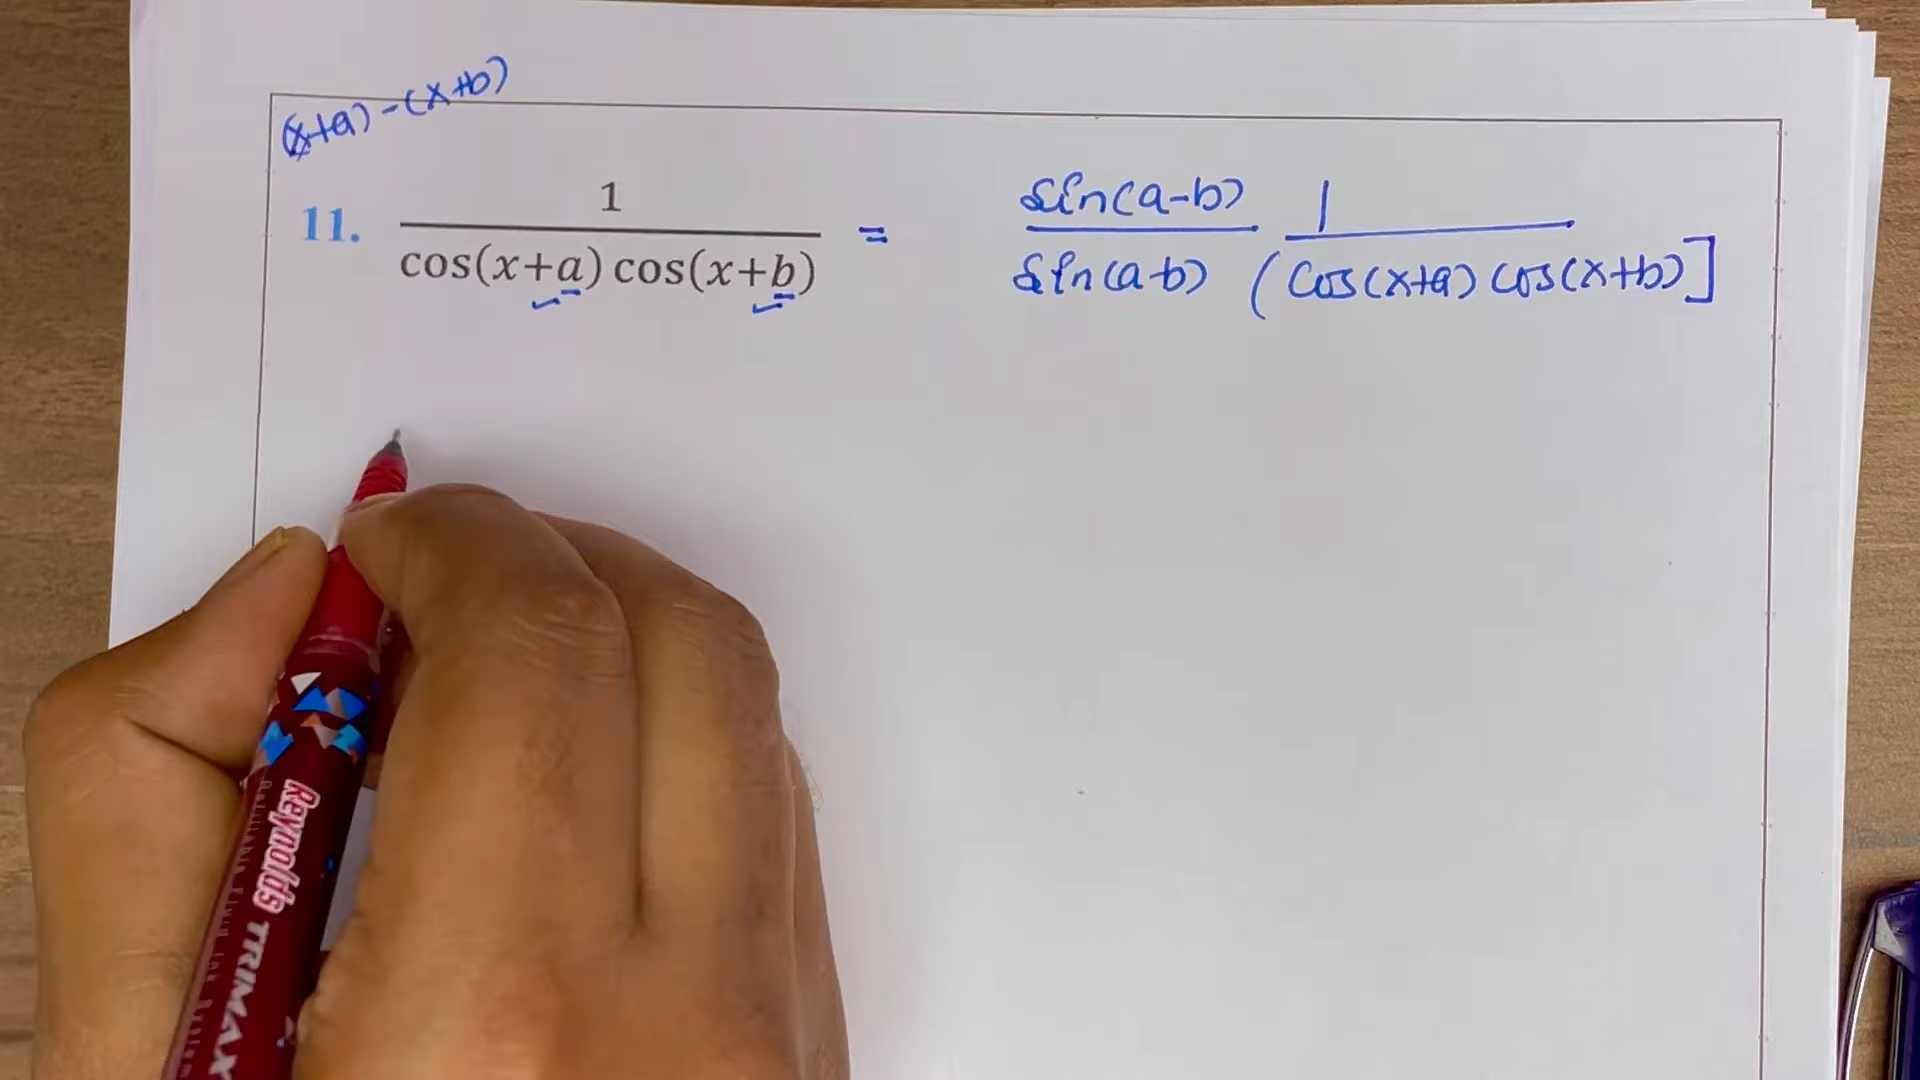 (x+a)-(x+b)
11. 1 / cos(x+a) cos(x+b) = sin(a-b) / sin(a-b) 1 / (cos(x+a) cos(x+b)]
Reynolds TRIMAX